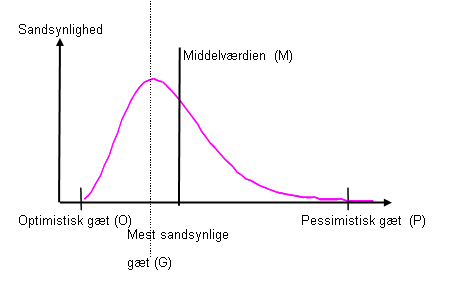 Sandsynlighed
Middelværdien (M)
Optimistisk gæt (O)
Pessimistisk gæt (P)
Mest sandsynlige
gæt (G)